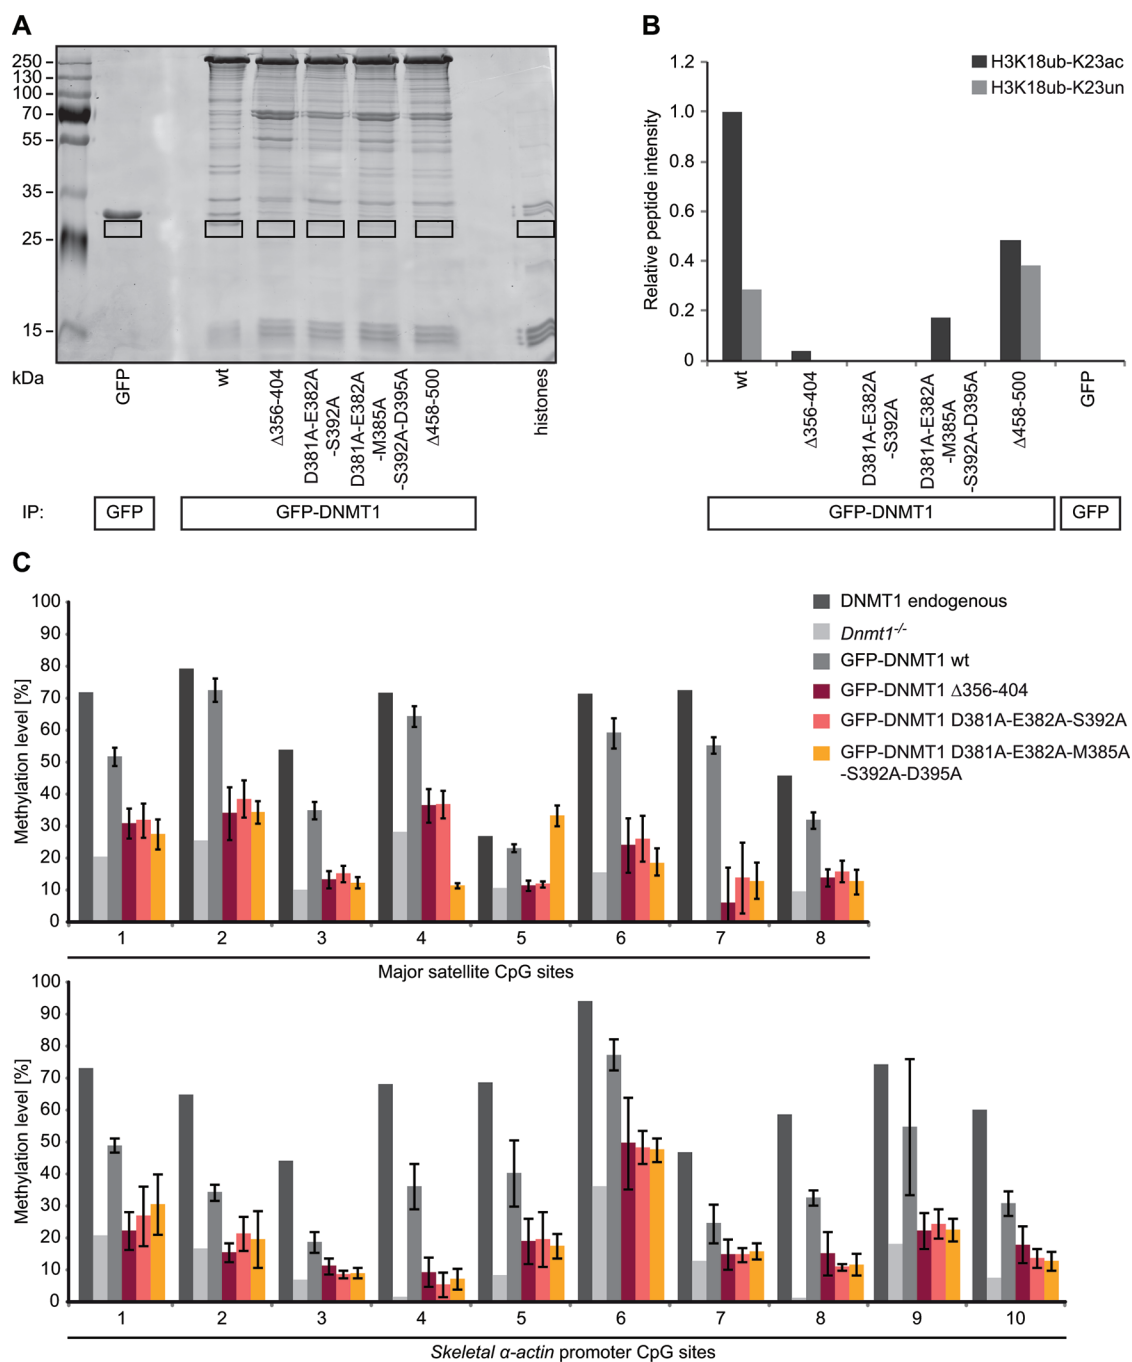 A
250
130
100
70
55
35
25
15
kDa
GFP
wt
Δ356-404
D381A-E382A
-S392A
D381A-E382A
-M385A
-S392A-D395A
Δ458-500
histones
IP:
GFP
GFP-DNMT1
B
H3K18ub-K23ac
H3K18ub-K23un
Relative peptide intensity
1.2
1.0
0.8
0.6
0.4
0.2
0
wt
Δ356-404
D381A-E382A
-S392A
D381A-E382A
-M385A
-S392A-D395A
Δ458-500
GFP
GFP-DNMT1
GFP
C
DNMT1 endogenous
Dnmt1-/-
GFP-DNMT1 wt
GFP-DNMT1 Δ356-404
GFP-DNMT1 D381A-E382A-S392A
GFP-DNMT1 D381A-E382A-M385A
-S392A-D395A
Methylation level [%]
100
90
80
70
60
50
40
30
20
10
0
1 2 3 4 5 6 7 8
Major satellite CpG sites
Methylation level [%]
100
90
80
70
60
50
40
30
20
10
0
1 2 3 4 5 6 7 8 9 10
Skeletal α-actin promoter CpG sites